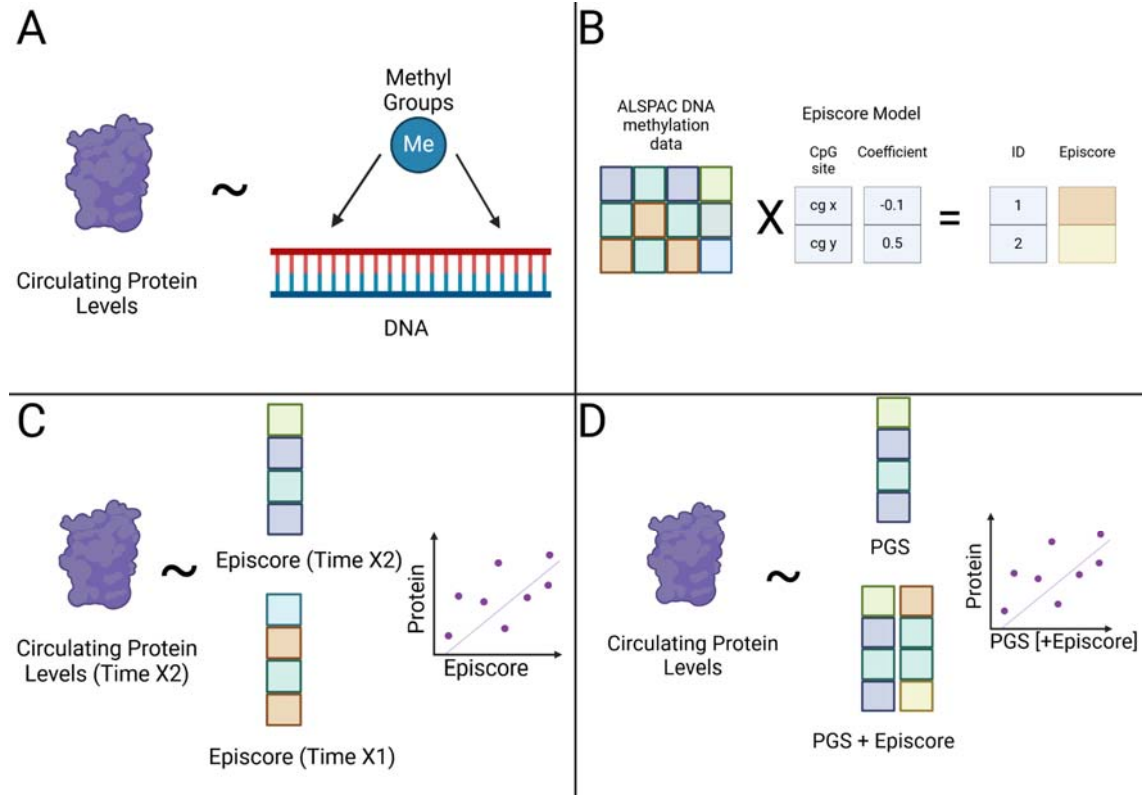 A
Methyl
Groups
Me
~
Circulating Protein
Levels
DNA
B
ALSPAC DNA
methylation
data
X
Episcore Model
CpG
site
Coefficient
cg x
-0.1
cg y
0.5
=
ID
Episcore
1
2
C
Circulating Protein
Levels (Time X2)
~
Episcore (Time X2)
Episcore (Time X1)
Protein
Episcore
D
Circulating Protein
Levels
~
PGS
PGS + Episcore
Protein
PGS [+Episcore]